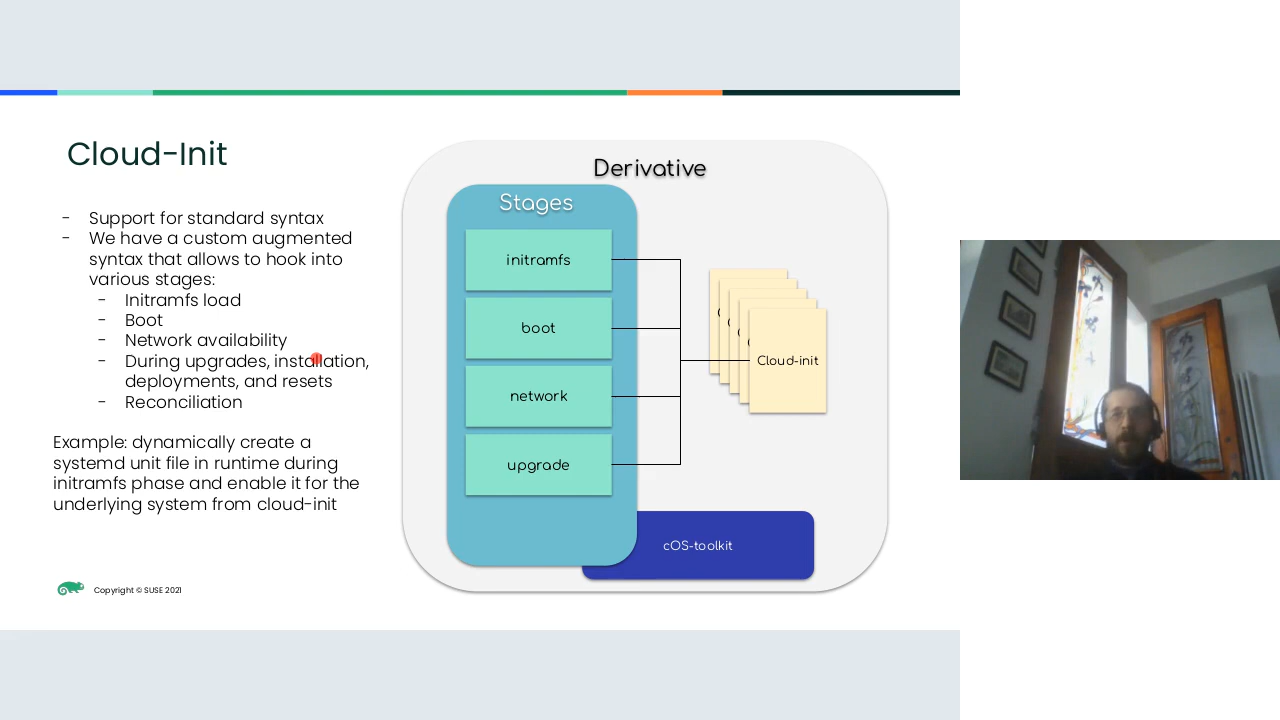 Cloud-Init
- Support for standard syntax
- We have a custom augmented
syntax that allows to hook into
various stages:
- Initramfs load
- Boot
- Network availability
- During upgrades, installation,
deployments, and resets
- Reconciliation
Example: dynamically create a
systemd unit file in runtime during
initramfs phase and enable it for the
underlying system from cloud-init
Copyright © SUSE 2021
Derivative
Stages
initramfs
boot
network
upgrade
Cloud-init
cOS-toolkit